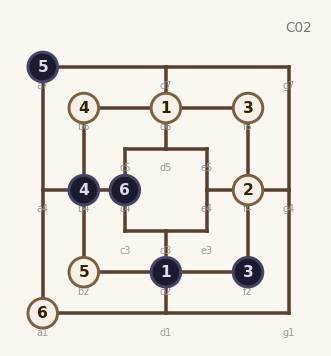 C02
5
a7 d7 g7
4 1 3
b6 d6 f6
c5 d5 e5
4 6 2
a4 b4 c4 e4 f4 g4
c3 d3 e3
5 1 3
b2 d2 f2
6
a1 d1 g1